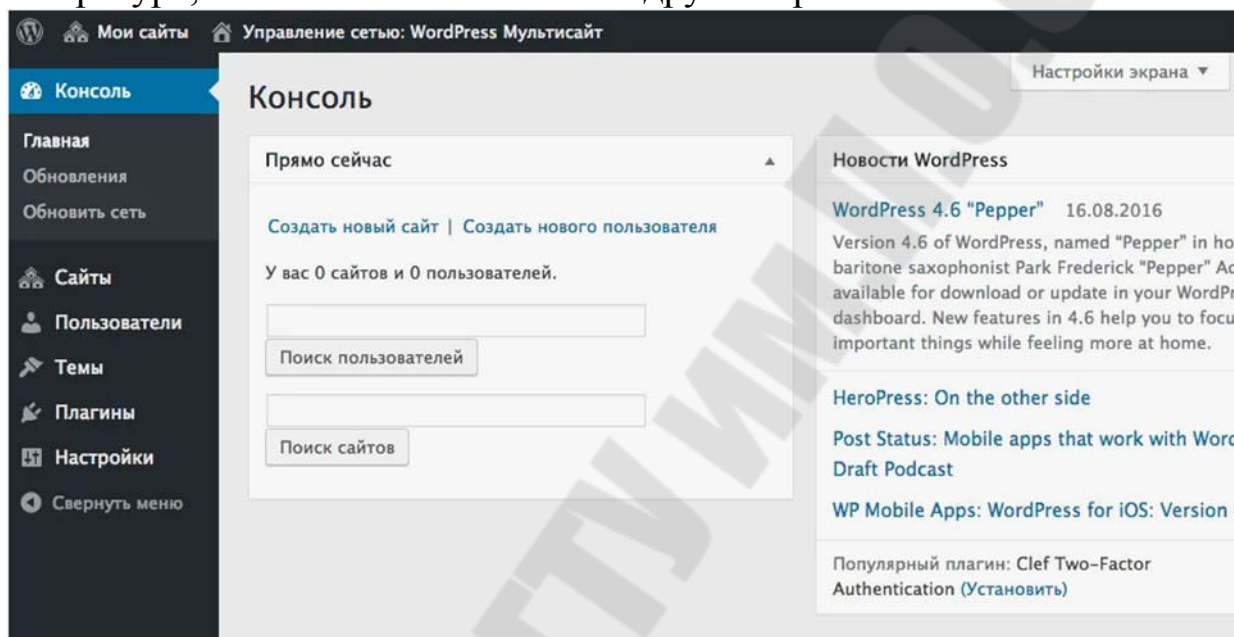 Мои сайты
Управление сетью: WordPress Мультисайт
Консоль
Главная
Обновления
Обновить сеть
Сайты
Пользователи
Темы
Плагины
Настройки
Свернуть меню
Настройки экрана
Консоль
Прямо сейчас
Создать новый сайт | Создать нового пользователя
У вас 0 сайтов и 0 пользователей.
Поиск пользователей
Поиск сайтов
Новости WordPress
WordPress 4.6 “Pepper” 16.08.2016
Version 4.6 of WordPress, named “Pepper” in
baritone saxophonist Park Frederick “Pepper”
available for download or update in your
dashboard. New features in 4.6 help you to
important things while feeling more at home.
HeroPress: On the other side
Post Status: Mobile apps that work with
Draft Podcast
WP Mobile Apps: WordPress for iOS: Version
Популярный плагин: Clef Two-Factor
Authentication (Установить)